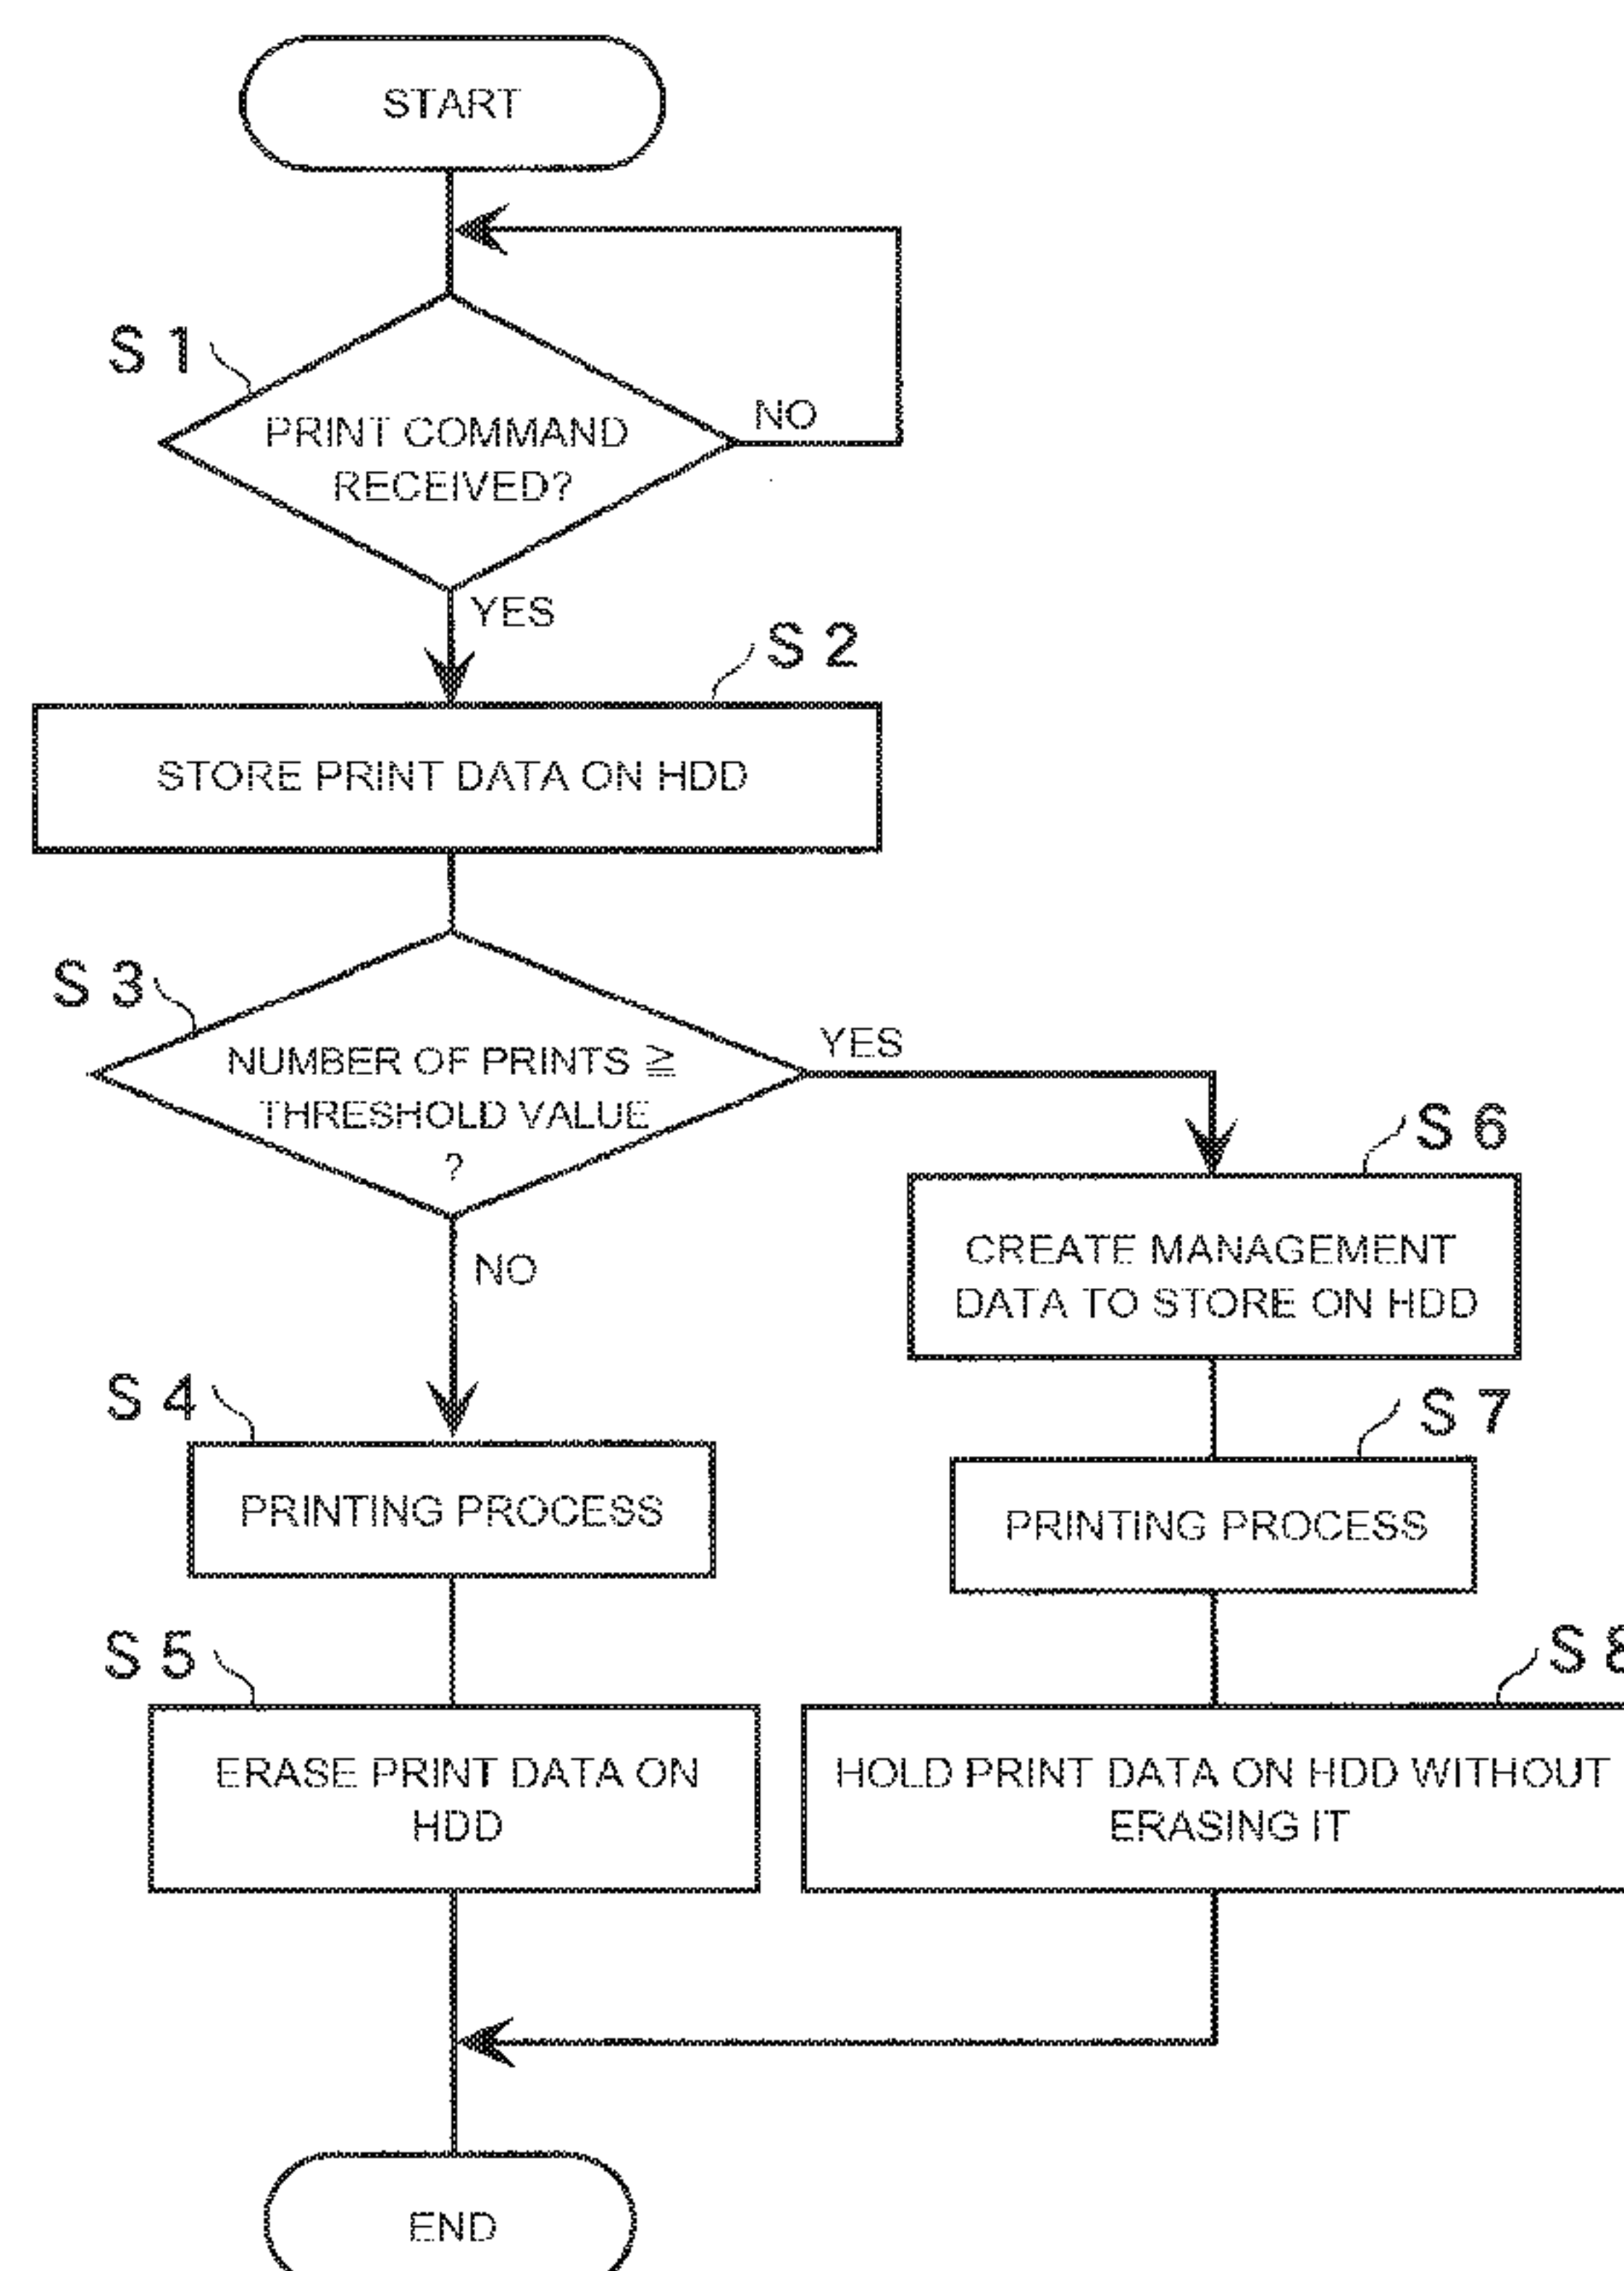 START
S 1
PRINT COMMAND
RECEIVED?
NO
YES
S 2
STORE PRINT DATA ON HDD
S 3
NUMBER OF PRINTS ≧
THRESHOLD VALUE
?
YES
NO
S 6
CREATE MANAGEMENT
DATA TO STORE ON HDD
S 4
PRINTING PROCESS
S 7
PRINTING PROCESS
S 5
ERASE PRINT DATA ON
HDD
S 8
HOLD PRINT DATA ON HDD WITHOUT
ERASING IT
END